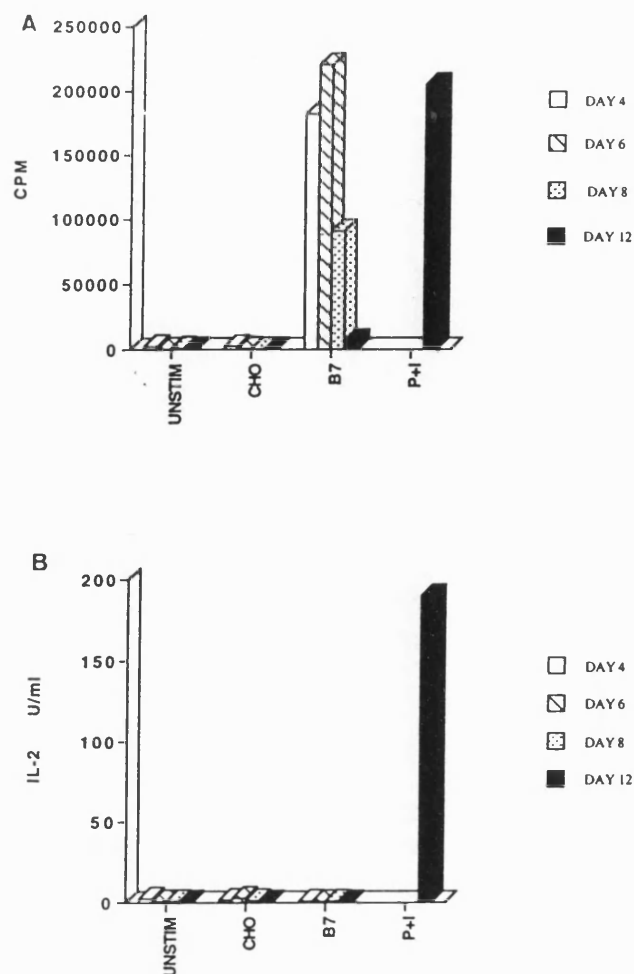 A
250000
200000
150000
100000
50000
0
CPM
UNSTIM
CHO
B7
P+I
DAY 4
DAY 6
DAY 8
DAY 12
B
200
150
100
50
0
IL-2 U/ml
UNSTIM
CHO
B7
P+I
DAY 4
DAY 6
DAY 8
DAY 12